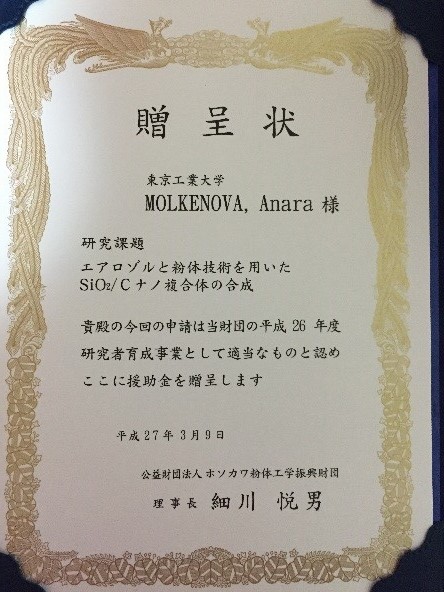 贈呈状
東京工業大学
MOLKENOVA, Anara 様
研究課題
エアロゾルと粉体技術を用いた
SiO₂/Cナノ複合体の合成
貴殿の今回の申請は当財団の平成26年度
研究者育成事業として適当なものと認め
ここに援助金を贈呈します
平成27年3月9日
公益財団法人ホソカワ粉体工学振興財団
理事長 細川 悦男